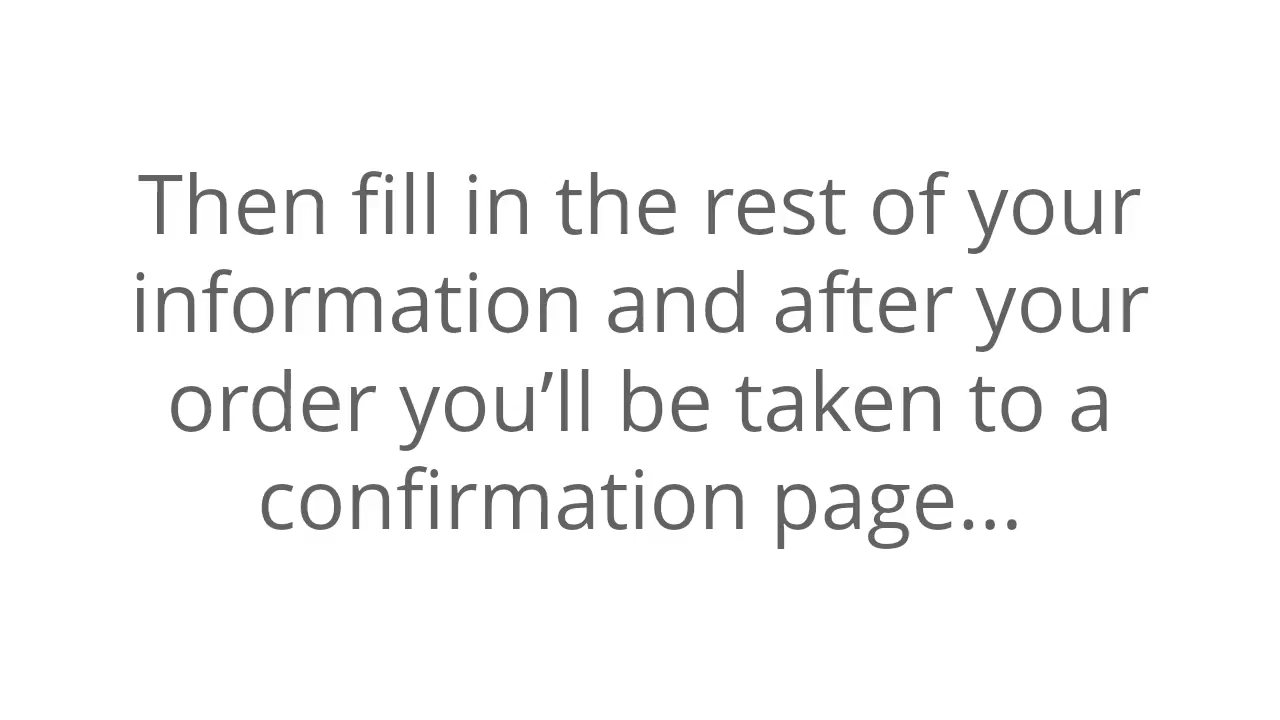 Then fill in the rest of your
information and after your
order you’ll be taken to a
confirmation page...